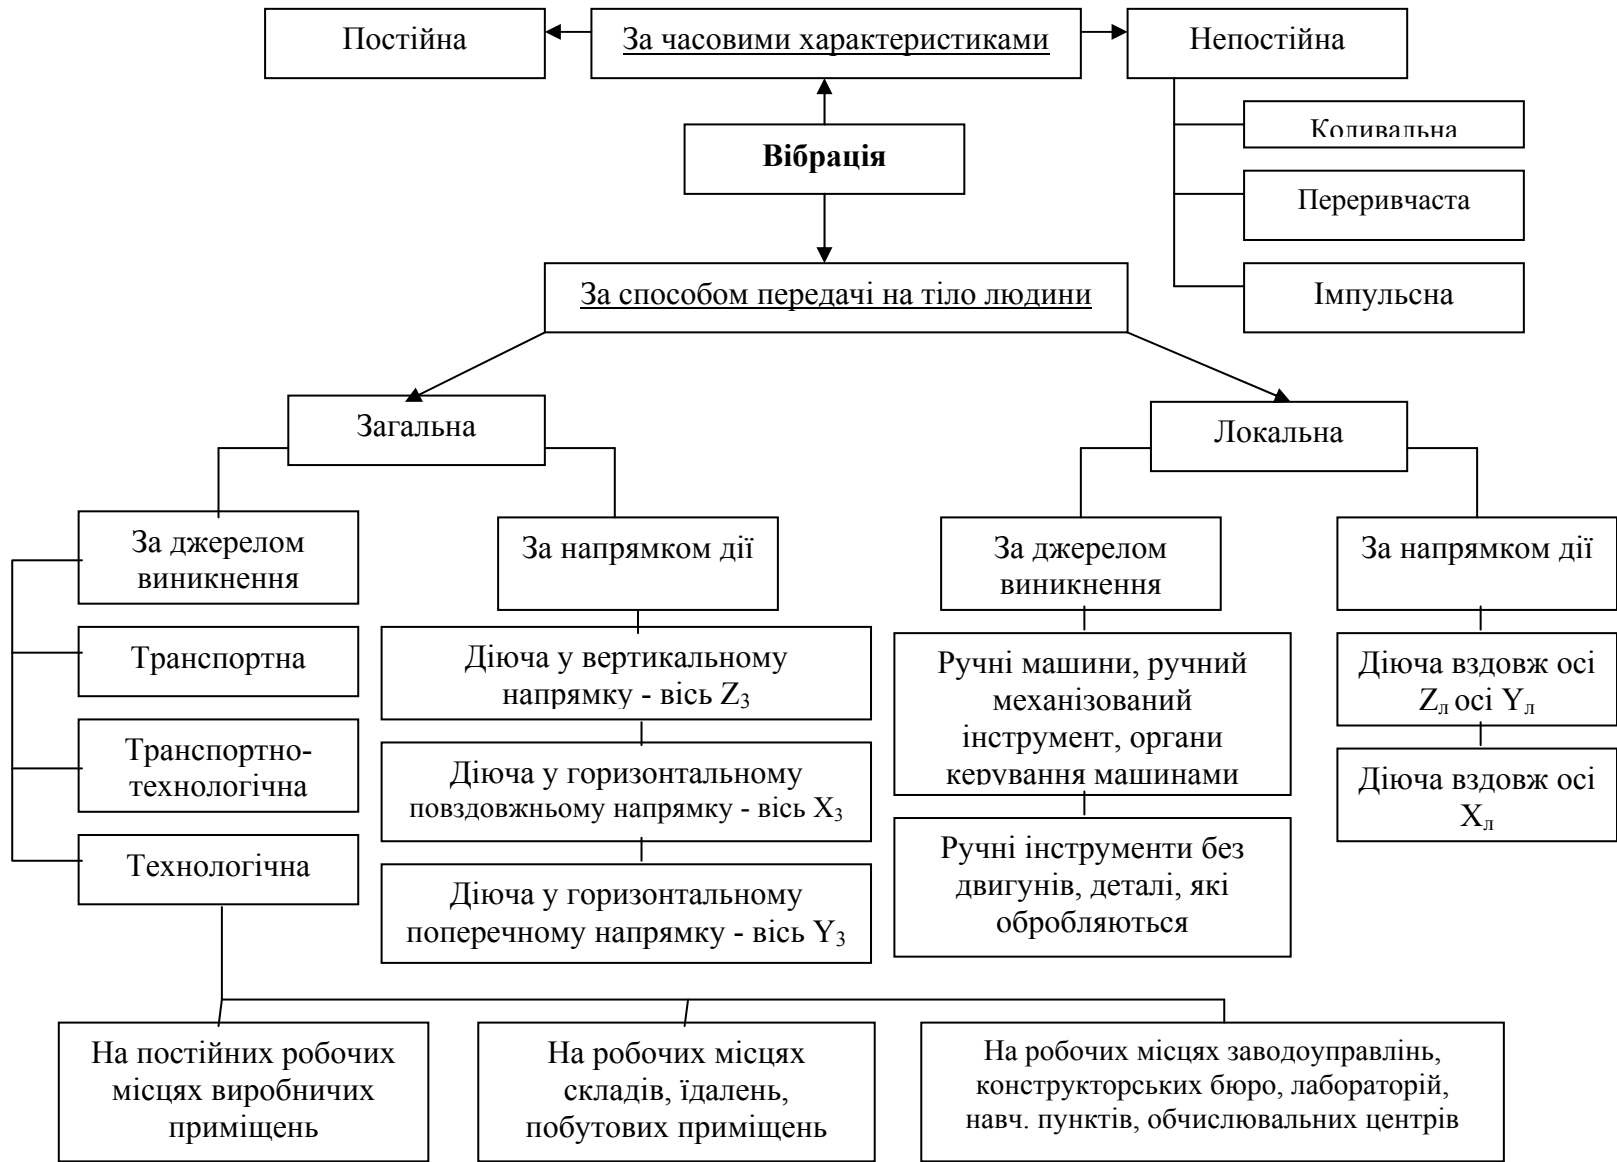 Постійна
За часовими характеристиками
Непостійна
Коливальна
Вібрація
Переривчаста
За способом передачі на тіло людини
Імпульсна
Загальна
Локальна
За джерелом
виникнення
За напрямком дії
За джерелом
виникнення
За напрямком дії
Транспортна
Діюча у вертикальному
напрямку - вісь Z₃
Ручні машини, ручний
механізований
інструмент, органи
керування машинами
Діюча вздовж осі
Zл осі Yл
Транспортно-
технологічна
Діюча у горизонтальному
повздовжньому напрямку - вісь X₃
Діюча вздовж осі
Xл
Технологічна
Діюча у горизонтальному
поперечному напрямку - вісь Y₃
Ручні інструменти без
двигунів, деталі, які
обробляються
На постійних робочих
місцях виробничих
приміщень
На робочих місцях
складів, їдалень,
побутових приміщень
На робочих місцях заводоуправлінь,
конструкторських бюро, лабораторій,
навч. пунктів, обчислювальних центрів